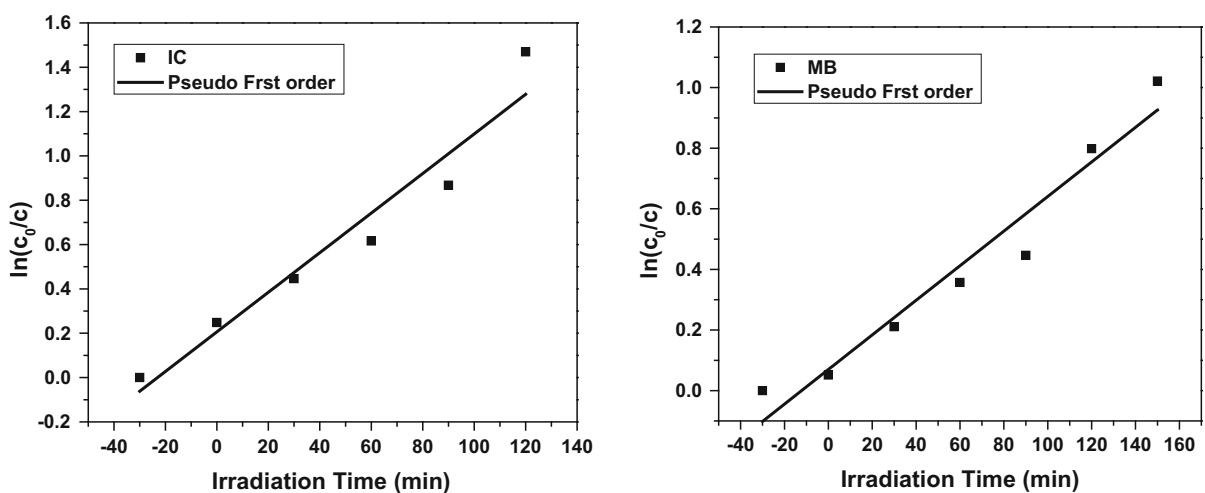 1.6
1.4
1.2
1.0
0.8
0.6
0.4
0.2
0.0
-0.2
ln(c0/c)
IC
Pseudo Frst order
-40 -20 0 20 40 60 80 100 120 140
Irradiation Time (min)
1.2
1.0
0.8
0.6
0.4
0.2
0.0
ln(c0/c)
MB
Pseudo Frst order
-40 -20 0 20 40 60 80 100 120 140 160
Irradiation Time (min)